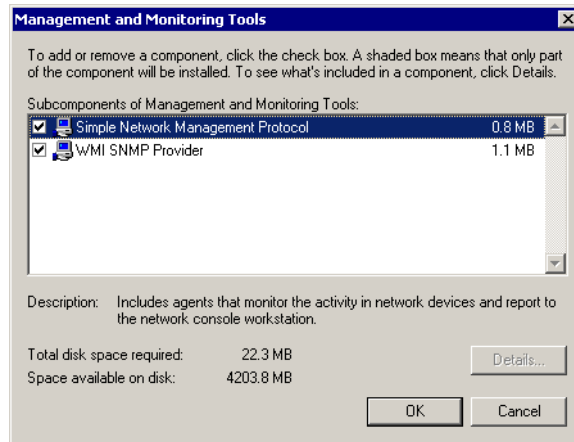 Management and Monitoring Tools
To add or remove a component, click the check box. A shaded box means that only part
of the component will be installed. To see what's included in a component, click Details.
Subcomponents of Management and Monitoring Tools:
Simple Network Management Protocol 0.8 MB
WMI SNMP Provider 1.1 MB
Description: Includes agents that monitor the activity in network devices and report to
the network console workstation.
Total disk space required: 22.3 MB
Details...
Space available on disk: 4203.8 MB
OK Cancel